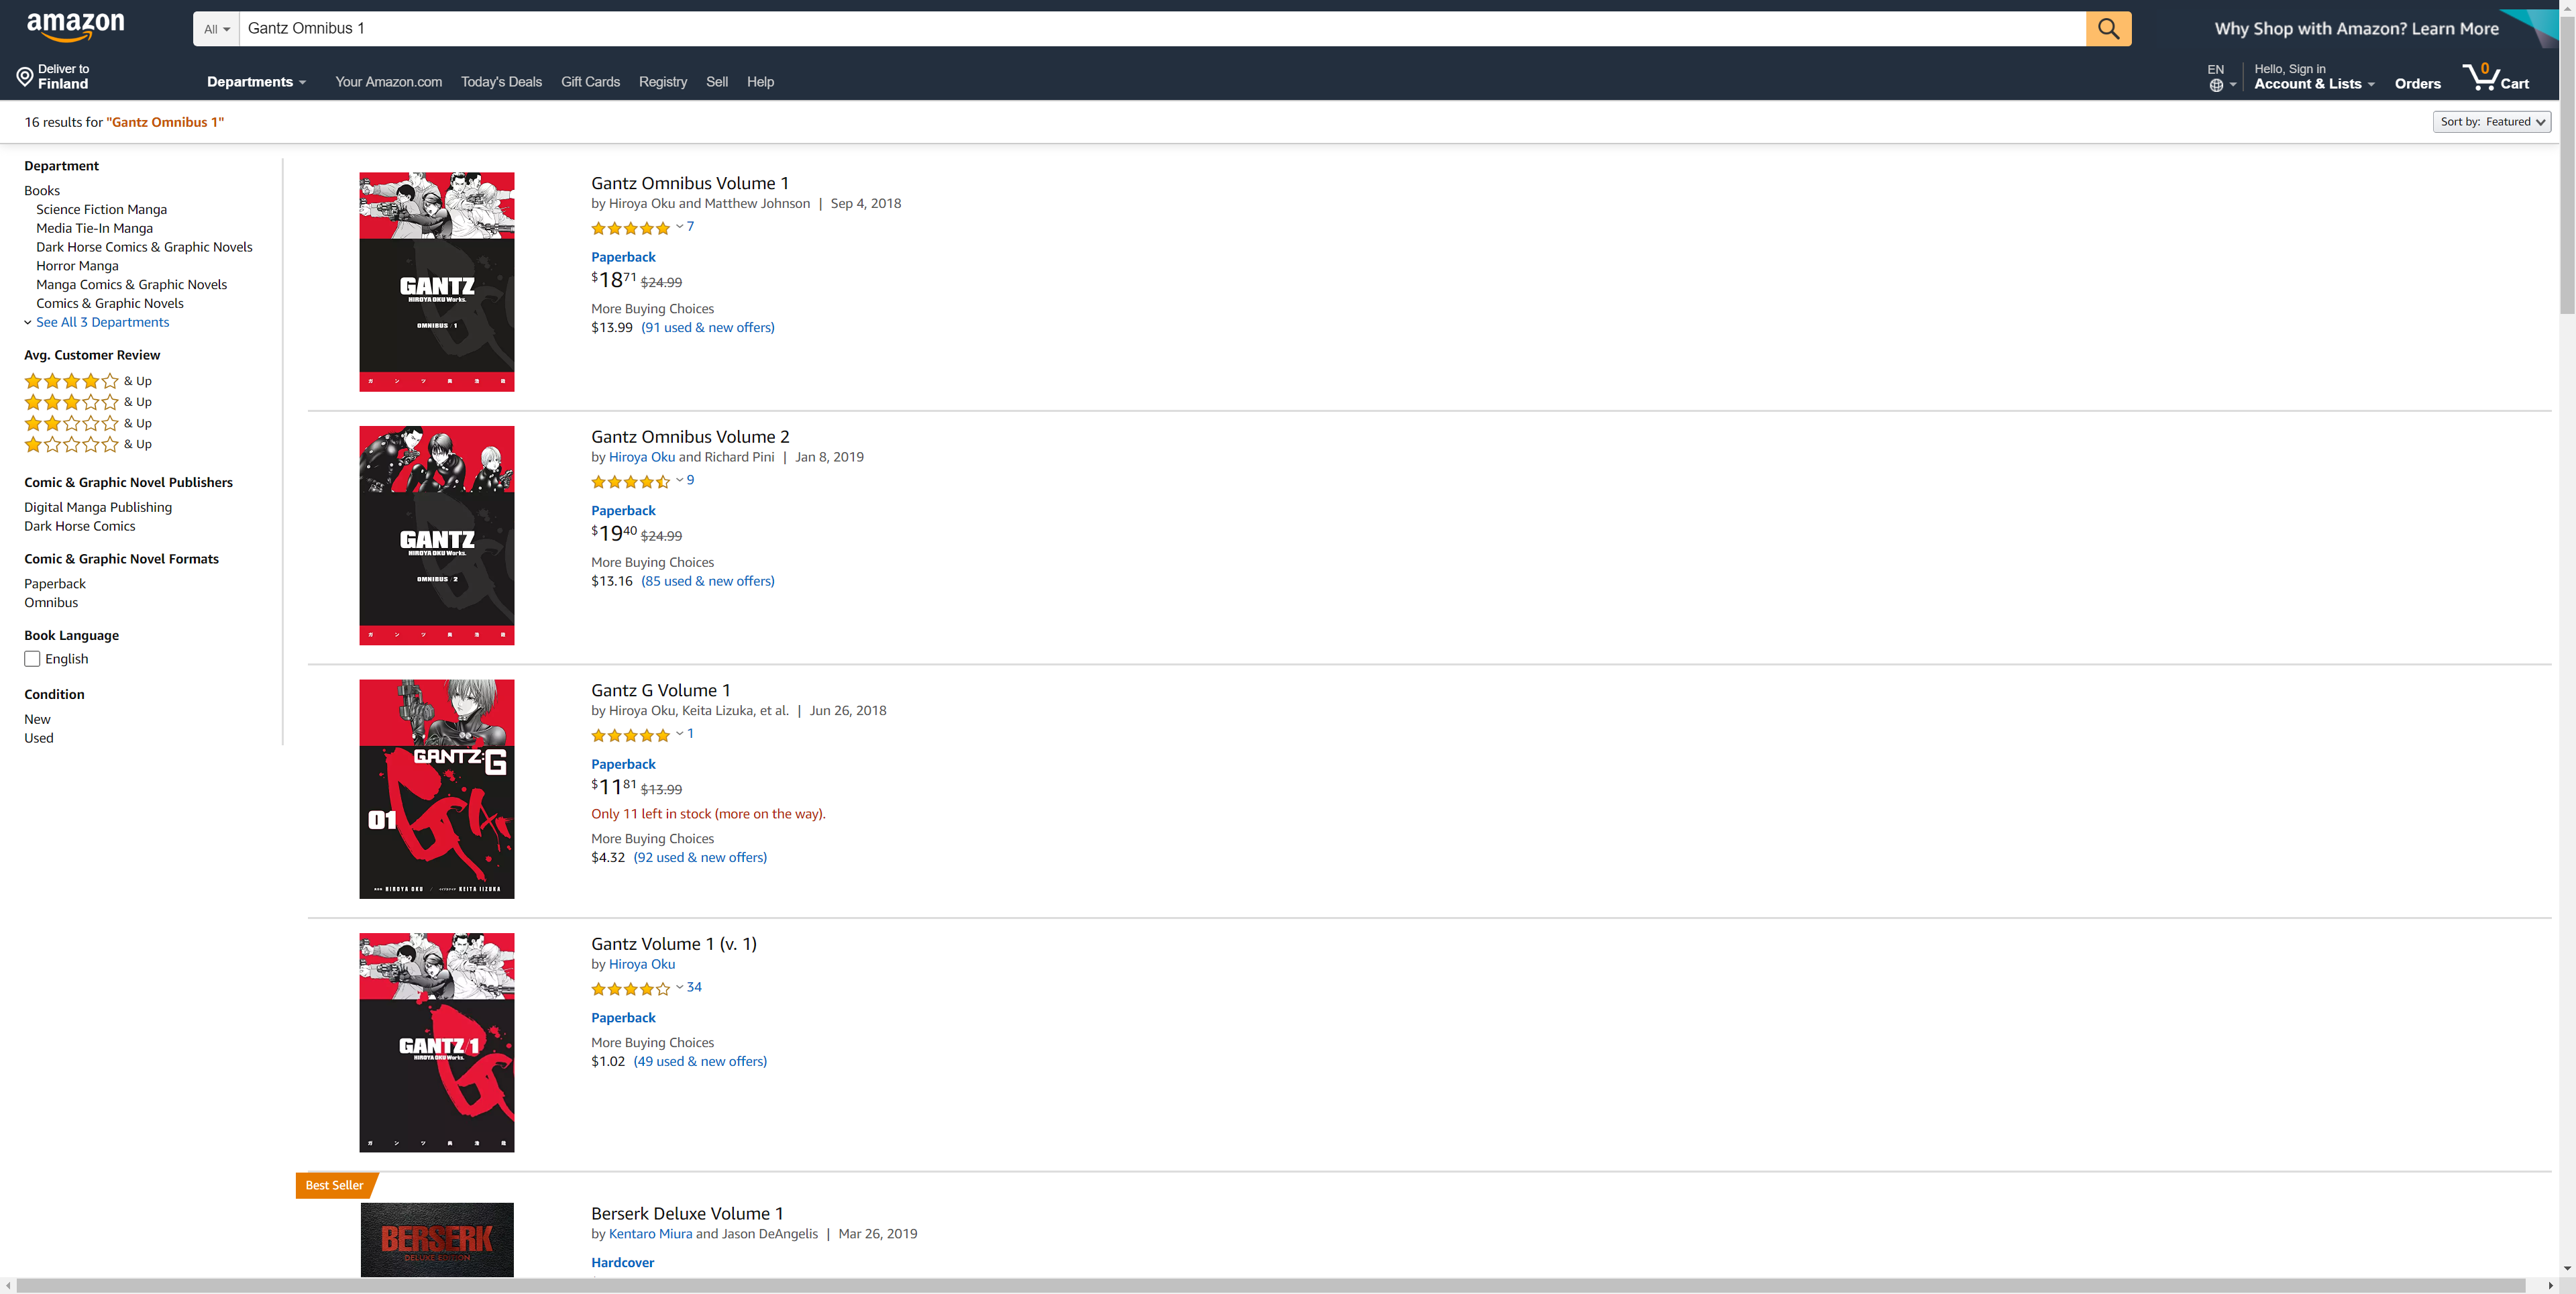 amazon
All
Gantz Omnibus 1
Why Shop with Amazon? Learn More
Deliver to
Finland
Departments
Your Amazon.com Today's Deals Gift Cards Registry Sell Help
EN
Hello, Sign in
Account & Lists
Orders
0
Cart
16 results for "Gantz Omnibus 1"
Sort by: Featured
Department
Books
Science Fiction Manga
Media Tie-In Manga
Dark Horse Comics & Graphic Novels
Horror Manga
Manga Comics & Graphic Novels
Comics & Graphic Novels
See All 3 Departments
Avg. Customer Review
& Up
& Up
& Up
& Up
Comic & Graphic Novel Publishers
Digital Manga Publishing
Dark Horse Comics
Comic & Graphic Novel Formats
Paperback
Omnibus
Book Language
English
Condition
New
Used
GANTZ
HIROYA OKU Works.
OMNIBUS 1
Gantz Omnibus Volume 1
by Hiroya Oku and Matthew Johnson | Sep 4, 2018
7
Paperback
$18.71 $24.99
More Buying Choices
$13.99 (91 used & new offers)
GANTZ
HIROYA OKU Works.
OMNIBUS 2
Gantz Omnibus Volume 2
by Hiroya Oku and Richard Pini | Jan 8, 2019
9
Paperback
$19.40 $24.99
More Buying Choices
$13.16 (85 used & new offers)
GANTZ:G
01
HIROYA OKU / KEITA IIZUKA
Gantz G Volume 1
by Hiroya Oku, Keita Lizuka, et al. | Jun 26, 2018
1
Paperback
$11.81 $13.99
Only 11 left in stock (more on the way).
More Buying Choices
$4.32 (92 used & new offers)
GANTZ/1
HIROYA OKU Works.
Gantz Volume 1 (v. 1)
by Hiroya Oku
34
Paperback
More Buying Choices
$1.02 (49 used & new offers)
Best Seller
BERSERK
DELUXE EDITION
Berserk Deluxe Volume 1
by Kentaro Miura and Jason DeAngelis | Mar 26, 2019
Hardcover